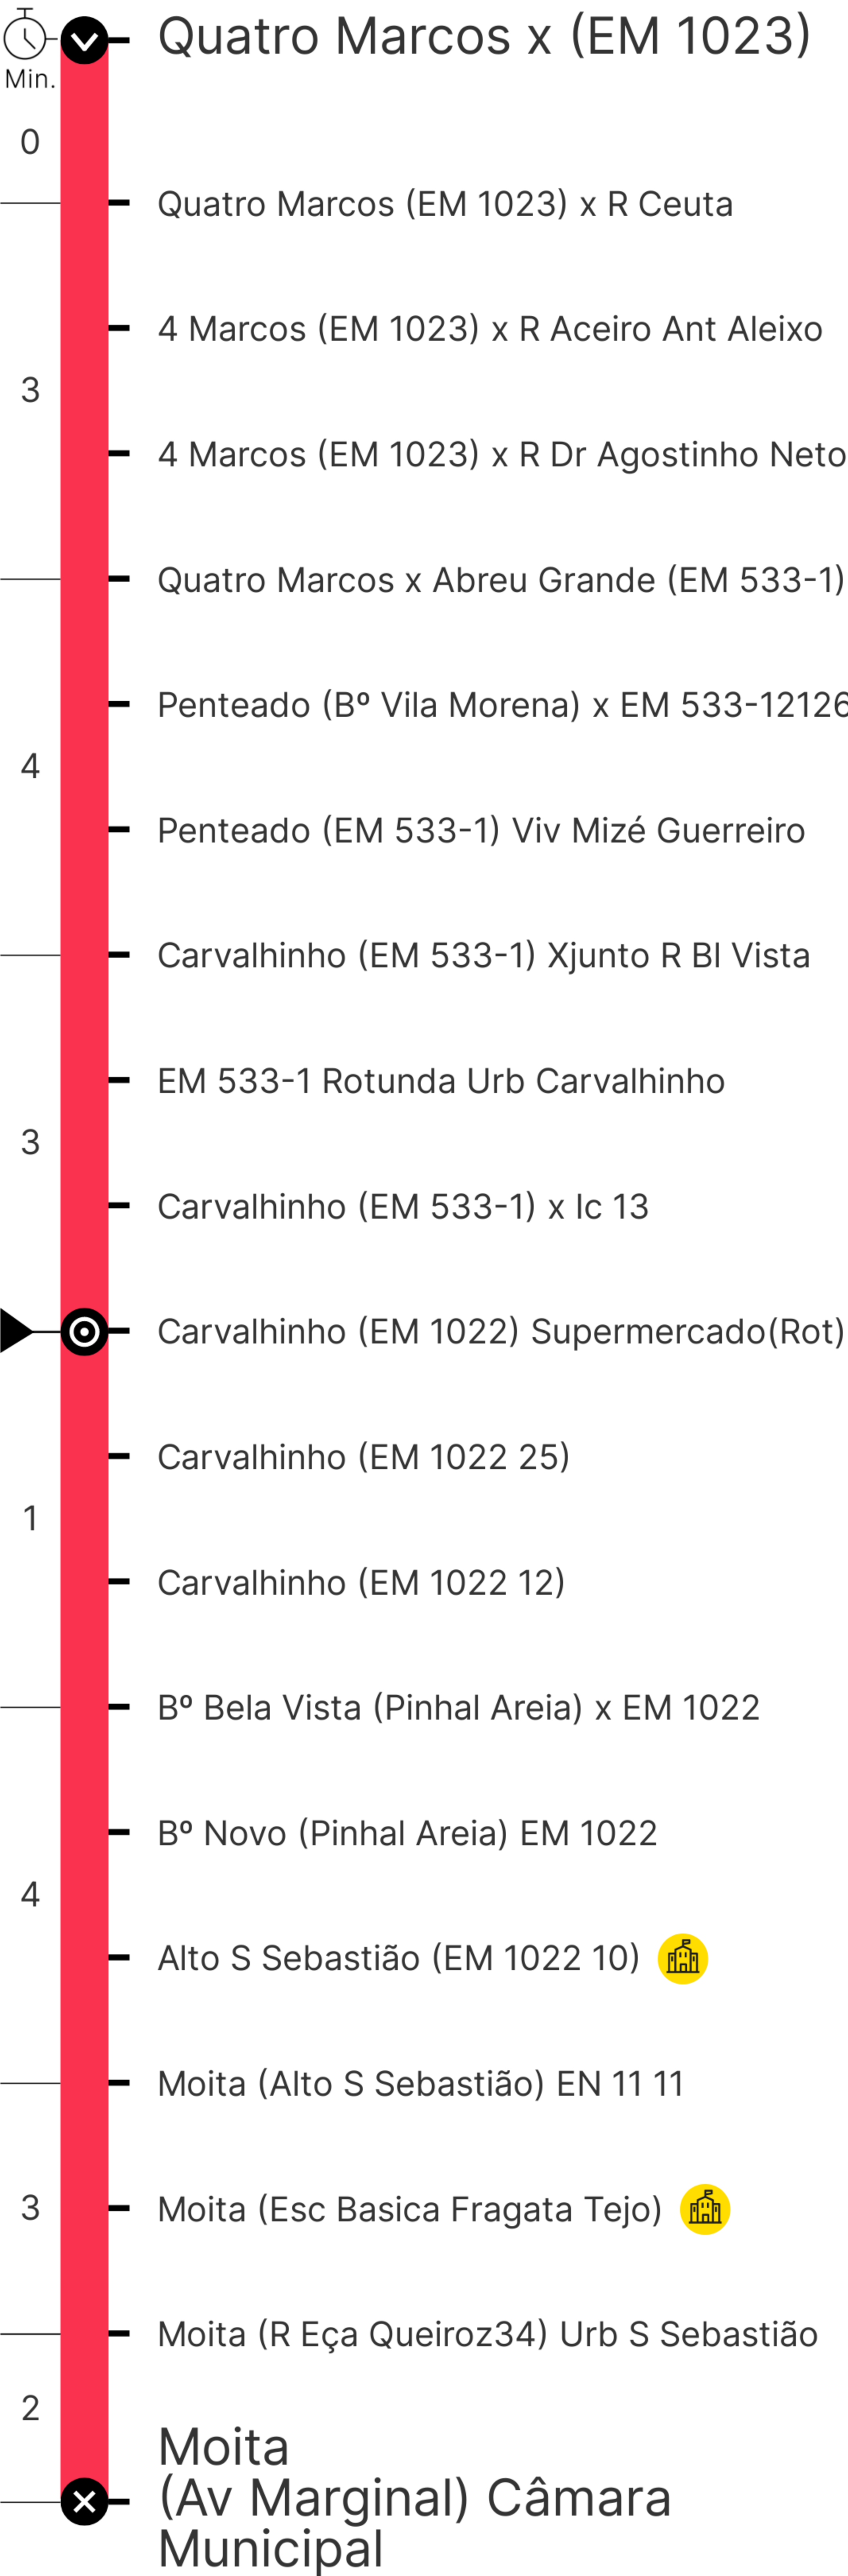 Quatro Marcos x (EM 1023)
Min.
0
Quatro Marcos (EM 1023) x R Ceuta
4 Marcos (EM 1023) x R Aceiro Ant Aleixo
3
4 Marcos (EM 1023) x R Dr Agostinho Neto
Quatro Marcos x Abreu Grande (EM 533-1)
Penteado (Bº Vila Morena) x EM 533-12126
4
Penteado (EM 533-1) Viv Mizé Guerreiro
Carvalhinho (EM 533-1) Xjunto R Bl Vista
EM 533-1 Rotunda Urb Carvalhinho
3
Carvalhinho (EM 533-1) x Ic 13
Carvalhinho (EM 1022) Supermercado(Rot)
Carvalhinho (EM 1022 25)
1
Carvalhinho (EM 1022 12)
Bº Bela Vista (Pinhal Areia) x EM 1022
Bº Novo (Pinhal Areia) EM 1022
4
Alto S Sebastião (EM 1022 10)
Moita (Alto S Sebastião) EN 11 11
3
Moita (Esc Basica Fragata Tejo)
Moita (R Eça Queiroz34) Urb S Sebastião
2
Moita
(Av Marginal) Câmara
Municipal